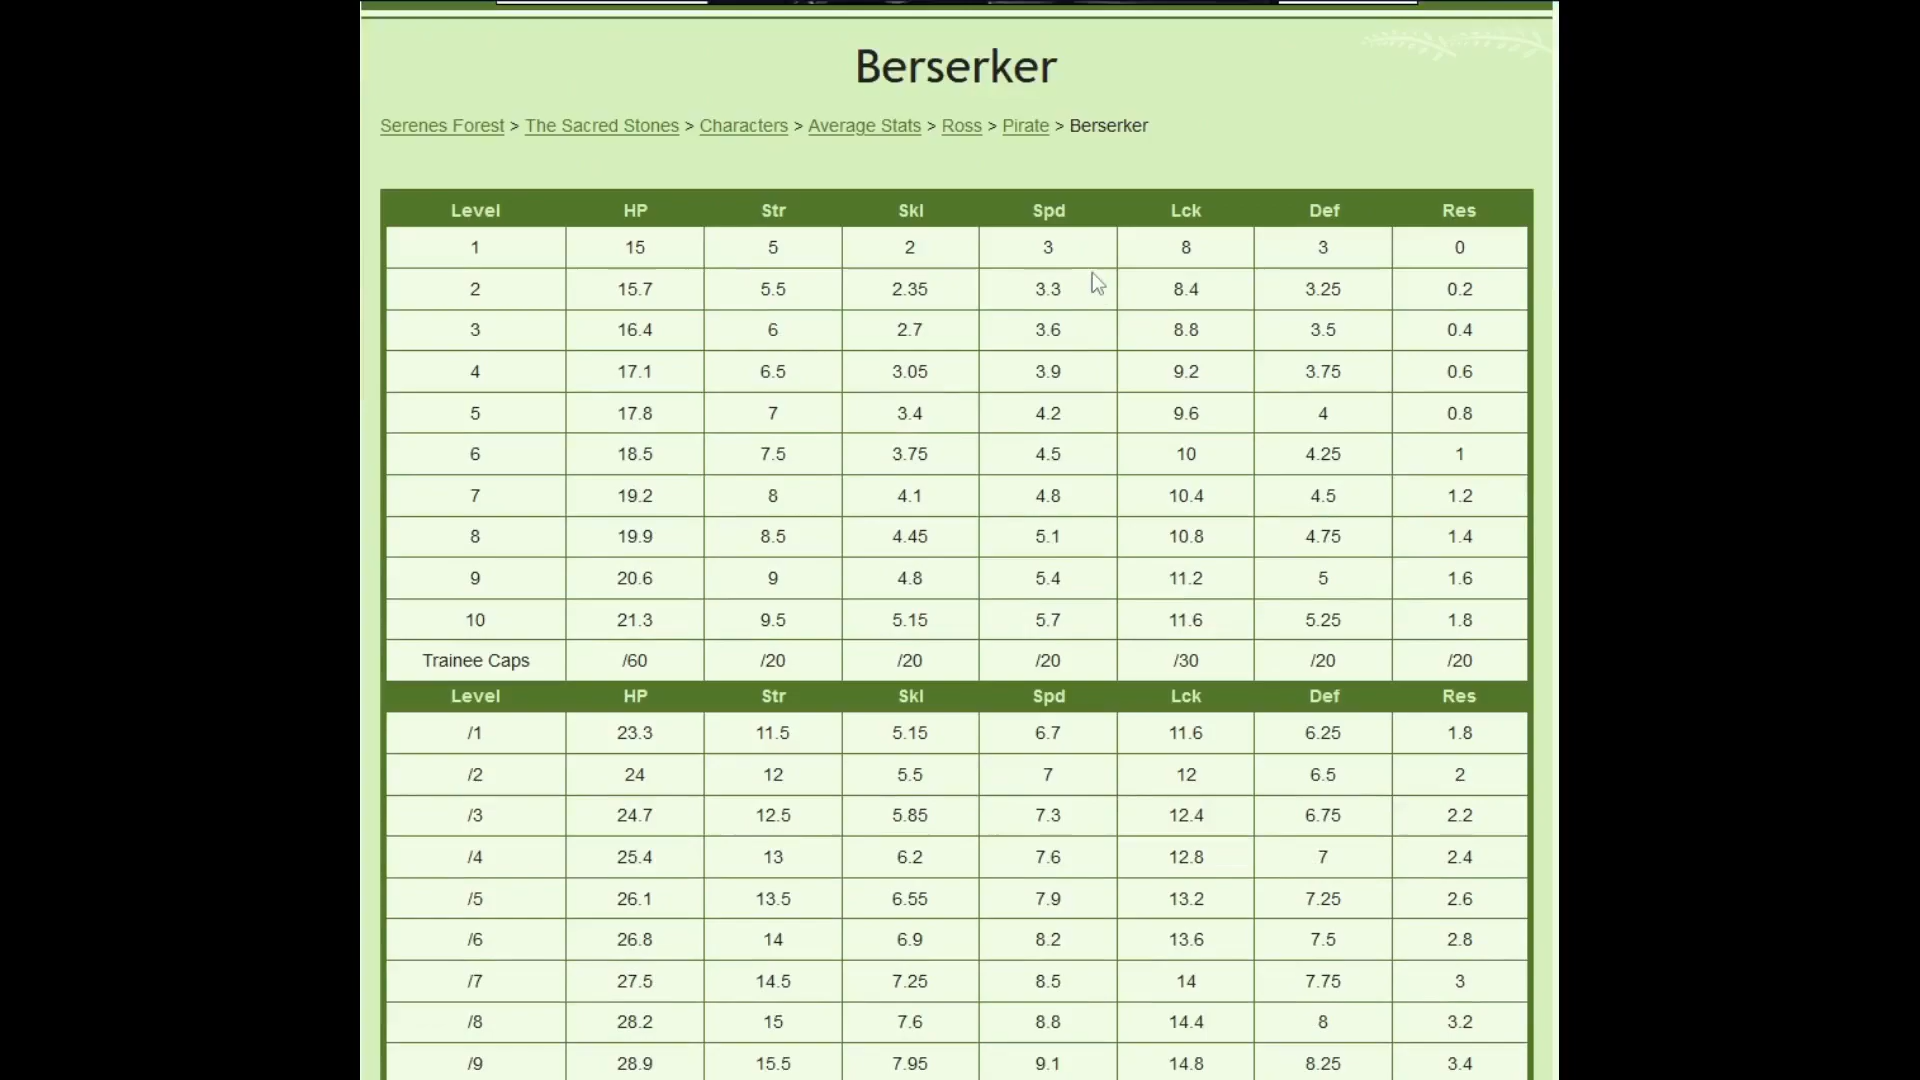 Berserker
Serenes Forest > The Sacred Stones > Characters > Average Stats > Ross > Pirate > Berserker
Level HP Str Skl Spd Lck Def Res
1 15 5 2 3 8 3 0
2 15.7 5.5 2.35 3.3 8.4 3.25 0.2
3 16.4 6 2.7 3.6 8.8 3.5 0.4
4 17.1 6.5 3.05 3.9 9.2 3.75 0.6
5 17.8 7 3.4 4.2 9.6 4 0.8
6 18.5 7.5 3.75 4.5 10 4.25 1
7 19.2 8 4.1 4.8 10.4 4.5 1.2
8 19.9 8.5 4.45 5.1 10.8 4.75 1.4
9 20.6 9 4.8 5.4 11.2 5 1.6
10 21.3 9.5 5.15 5.7 11.6 5.25 1.8
Trainee Caps /60 /20 /20 /20 /30 /20 /20
Level HP Str Skl Spd Lck Def Res
/1 23.3 11.5 5.15 6.7 11.6 6.25 1.8
/2 24 12 5.5 7 12 6.5 2
/3 24.7 12.5 5.85 7.3 12.4 6.75 2.2
/4 25.4 13 6.2 7.6 12.8 7 2.4
/5 26.1 13.5 6.55 7.9 13.2 7.25 2.6
/6 26.8 14 6.9 8.2 13.6 7.5 2.8
/7 27.5 14.5 7.25 8.5 14 7.75 3
/8 28.2 15 7.6 8.8 14.4 8 3.2
/9 28.9 15.5 7.95 9.1 14.8 8.25 3.4